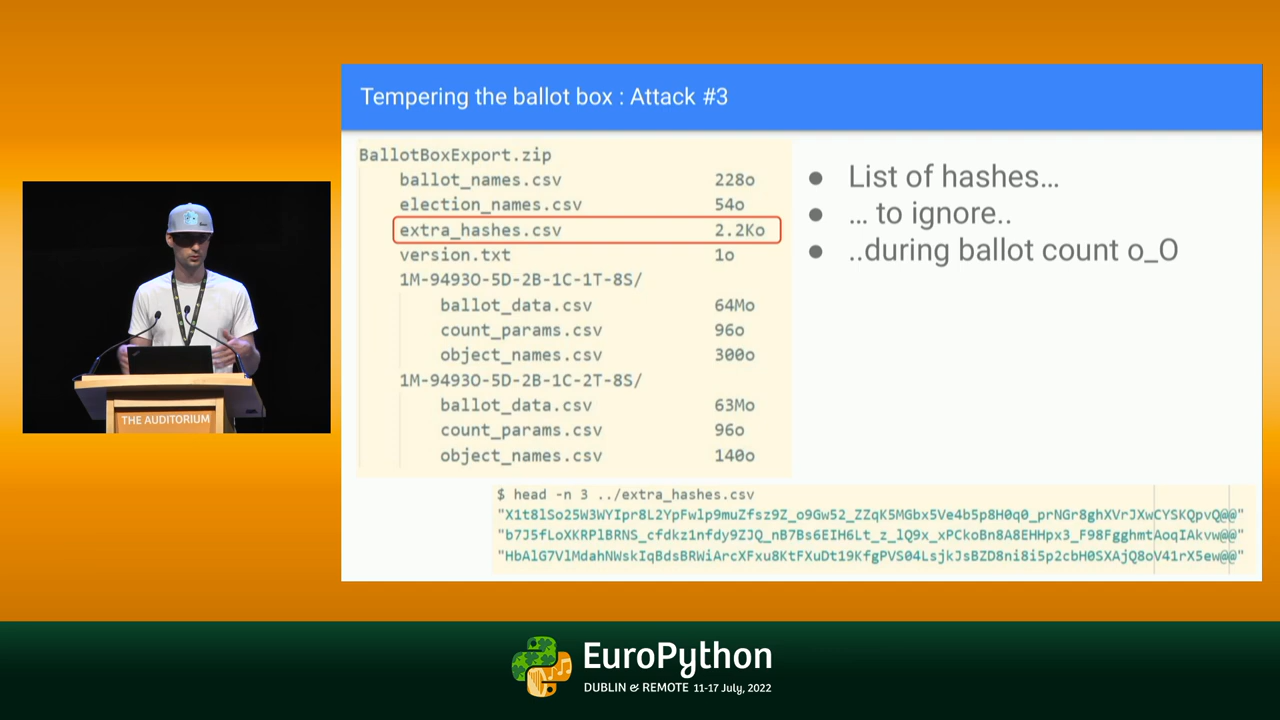 Tempering the ballot box : Attack #3
BallotBoxExport.zip
ballot_names.csv 228o
election_names.csv 54o
extra_hashes.csv 2.2Ko
version.txt 1o
1M-9493O-5D-2B-1C-1T-8S/
ballot_data.csv 64Mo
count_params.csv 96o
object_names.csv 300o
1M-9493O-5D-2B-1C-2T-8S/
ballot_data.csv 63Mo
count_params.csv 96o
object_names.csv 140o
● List of hashes…
● … to ignore..
● ..during ballot count o_O
$ head -n 3 ../extra_hashes.csv
"X1t8lSo25W3WYIpr8L2YpFwlp9muZfsz9Z_o9Gw52_ZZqK5MGbx5Ve4b5p8H0q0_prNGr8ghXVrJXwCYSKQpvQ@@"
"b7J5fLoXKRPlBRNS_cfdkz1nfdy9ZJQ_nB7Bs6EIH6Lt_z_lQ9x_xPCkoBn8A8EHHpx3_F98FgghmtAoqIAkvw@@"
"HbAlG7VlMdahNWskIqBdsBRWiArcXFxu8KtFXuDt19KfgPVS04LsjkJsBZD8ni8i5p2cbH0SXAjQ8oV41rX5ew@@"
THE AUDITORIUM
EuroPython
DUBLIN & REMOTE 11-17 July, 2022